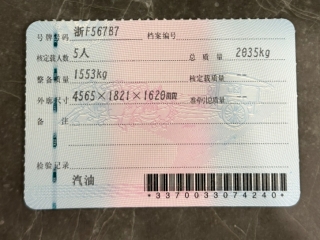 号牌号码 浙F56787 档案编号
核定载人数 5人 总质量 2035kg
整备质量 1553kg 核定载质量 --
外廓尺寸 4565×1821×1620mm 准牵引总质量 --
备注
检验记录
汽油
*3370033074240*